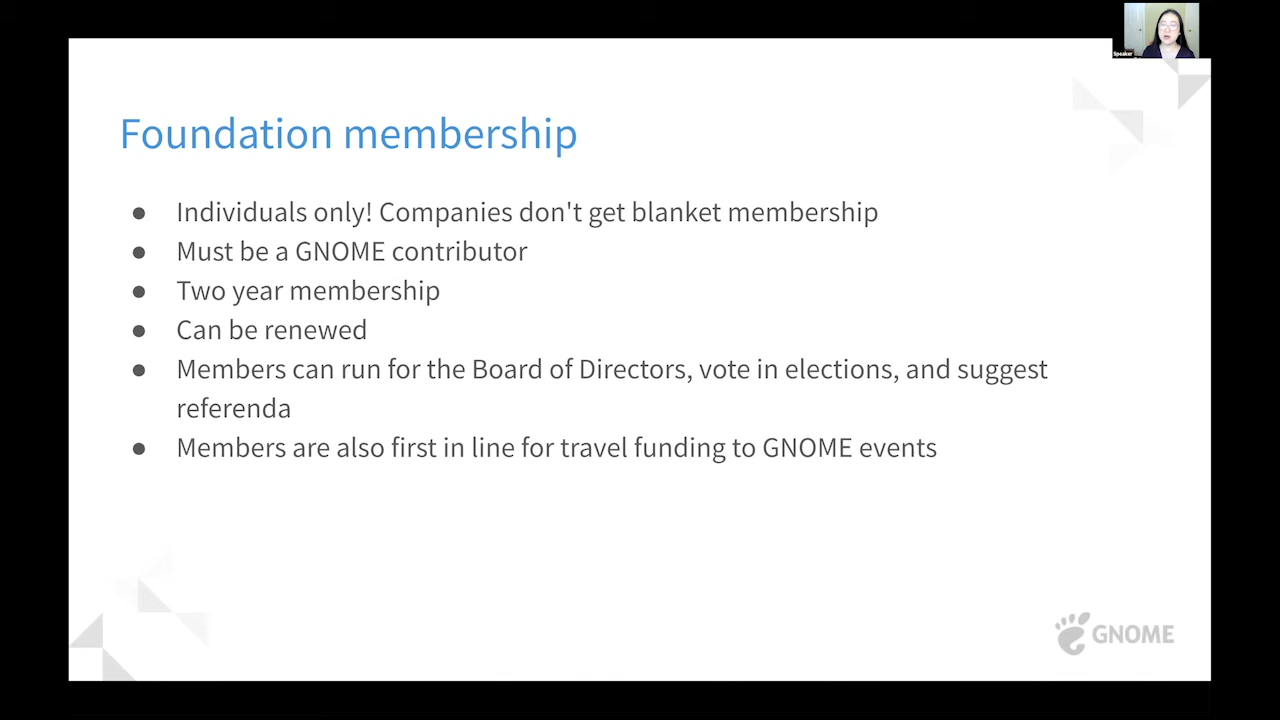 Speaker
Foundation membership
● Individuals only! Companies don't get blanket membership
● Must be a GNOME contributor
● Two year membership
● Can be renewed
● Members can run for the Board of Directors, vote in elections, and suggest
referenda
● Members are also first in line for travel funding to GNOME events
GNOME